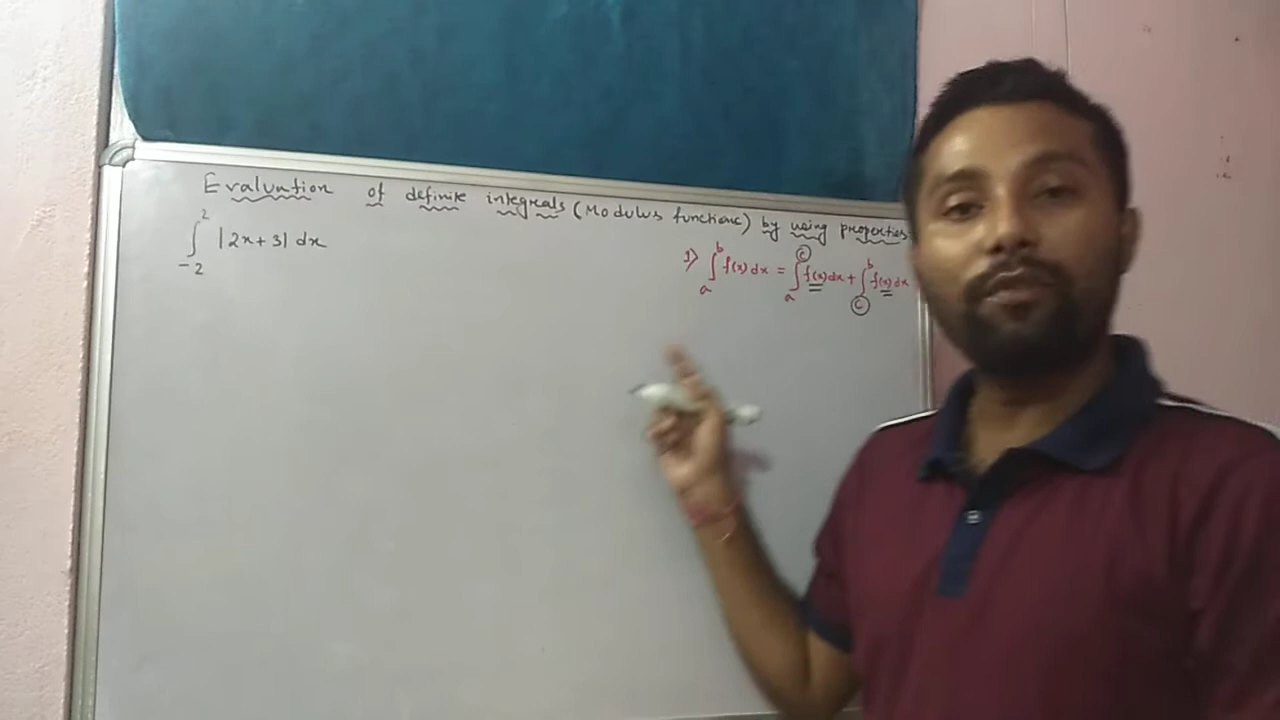 Evaluation of definite integrals (Modulus functions) by using properties.
∫_{-2}^{2} |2x+3| dx
1) ∫_a^b f(x) dx = ∫_a^c f(x) dx + ∫_c^b f(x) dx